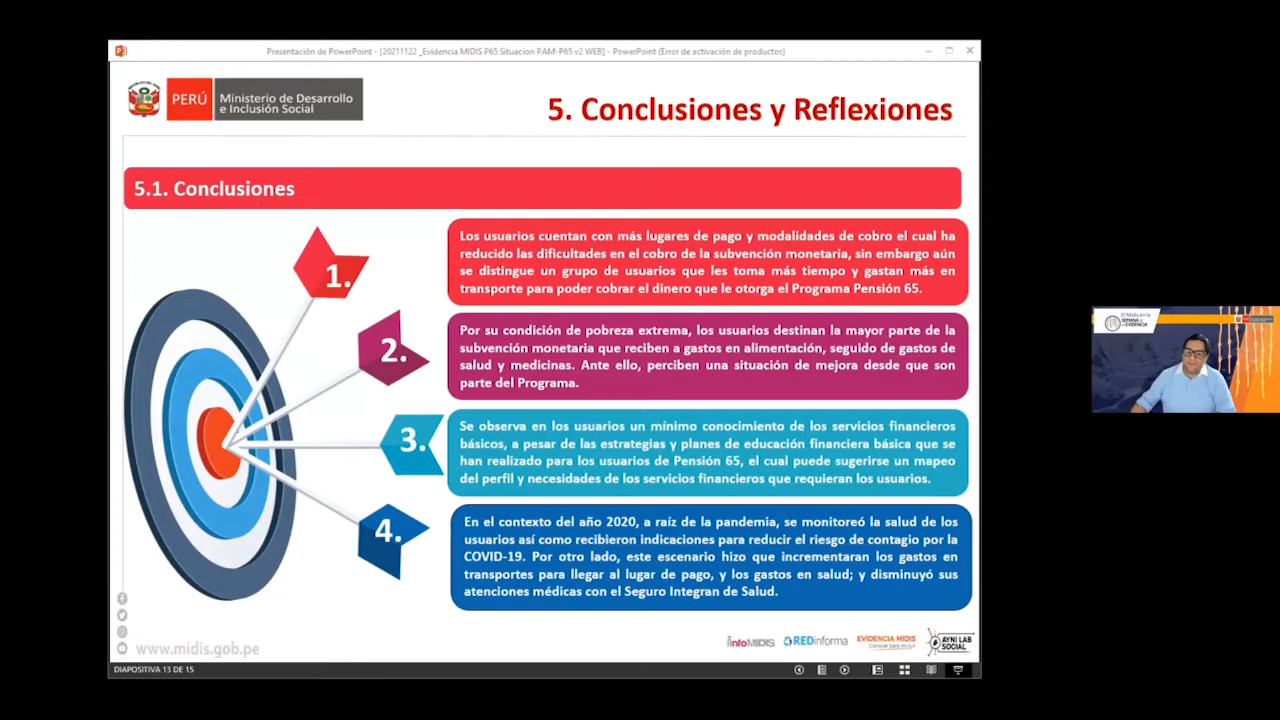 Presentación de PowerPoint - [20211122 _Evidencia MIDIS P65 Situacion PAM-P65 v2 WEB] - PowerPoint (Error de activación de productos)
PERÚ
Ministerio de Desarrollo
e Inclusión Social
5. Conclusiones y Reflexiones
5.1. Conclusiones
1.
Los usuarios cuentan con más lugares de pago y modalidades de cobro el cual ha
reducido las dificultades en el cobro de la subvención monetaria, sin embargo aún
se distingue un grupo de usuarios que les toma más tiempo y gastan más en
transporte para poder cobrar el dinero que le otorga el Programa Pensión 65.
2.
Por su condición de pobreza extrema, los usuarios destinan la mayor parte de la
subvención monetaria que reciben a gastos en alimentación, seguido de gastos de
salud y medicinas. Ante ello, perciben una situación de mejora desde que son
parte del Programa.
3.
Se observa en los usuarios un mínimo conocimiento de los servicios financieros
básicos, a pesar de las estrategias y planes de educación financiera básica que se
han realizado para los usuarios de Pensión 65, el cual puede sugerirse un mapeo
del perfil y necesidades de los servicios financieros que requieran los usuarios.
4.
En el contexto del año 2020, a raíz de la pandemia, se monitoreó la salud de los
usuarios así como recibieron indicaciones para reducir el riesgo de contagio por la
COVID-19. Por otro lado, este escenario hizo que incrementaran los gastos en
transportes para llegar al lugar de pago, y los gastos en salud; y disminuyó sus
atenciones médicas con el Seguro Integran de Salud.
www.midis.gob.pe
infoMIDIS
REDinforma
EVIDENCIA MIDIS
Conocer para incluir
AYNI LAB
SOCIAL
DIAPOSITIVA 13 DE 15
El Midis en la
SEMANA DE
LA EVIDENCIA